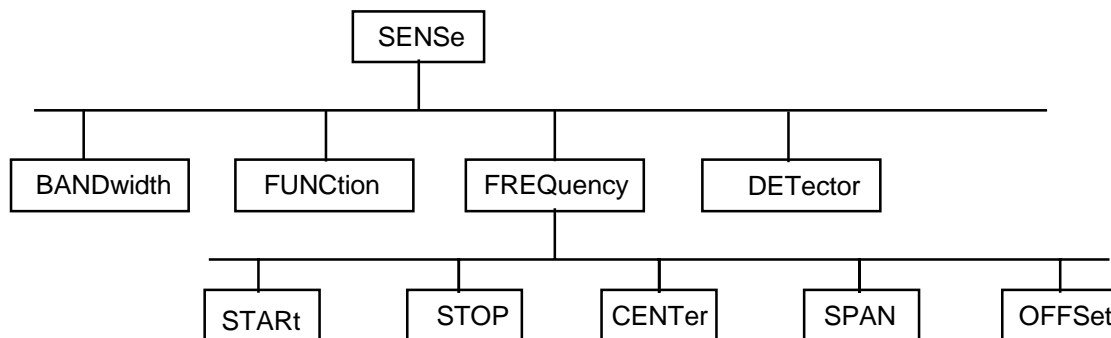 SENSe
BANDwidth
FUNCtion
FREQuency
DETector
STARt
STOP
CENTer
SPAN
OFFSet